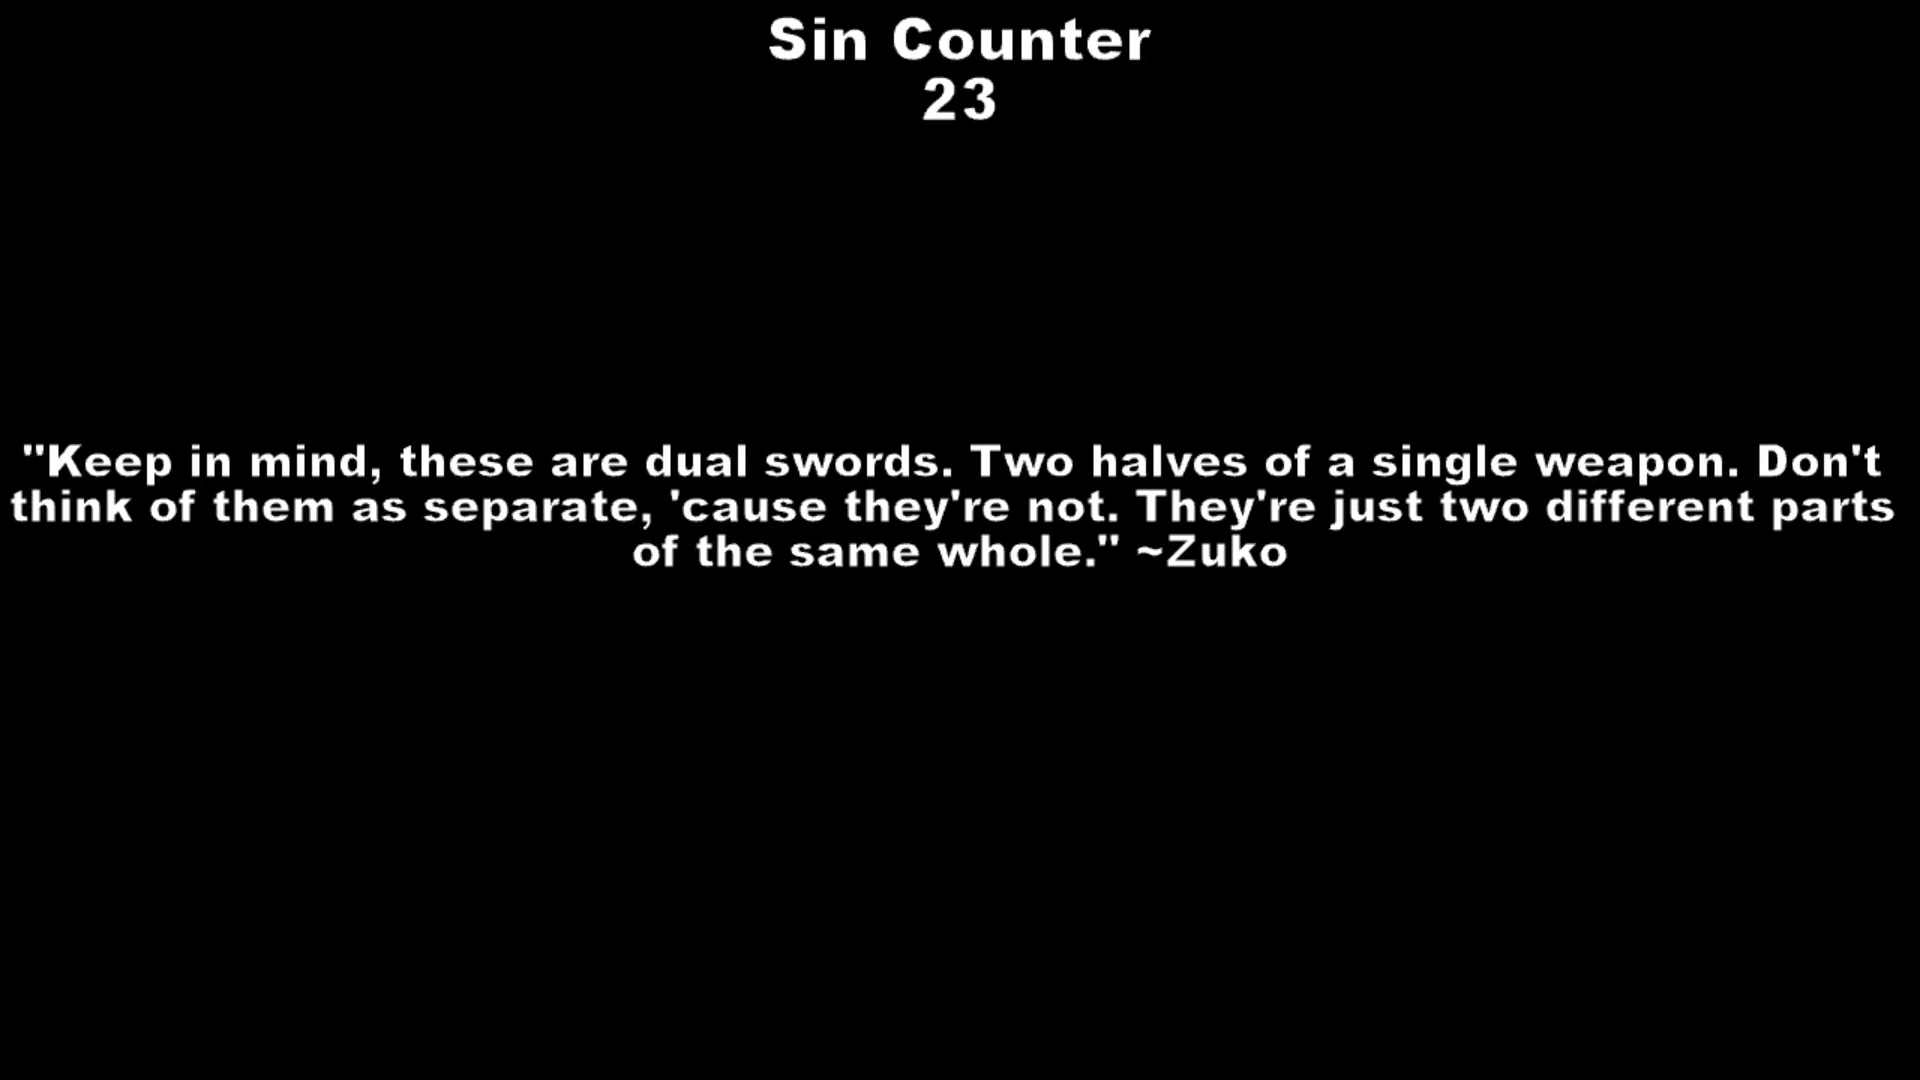 Sin Counter
23
"Keep in mind, these are dual swords. Two halves of a single weapon. Don't
think of them as separate, 'cause they're not. They're just two different parts
of the same whole." ~Zuko